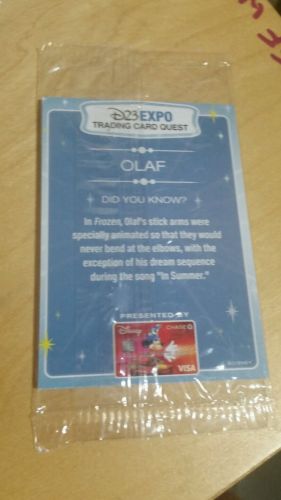 D23 EXPO
TRADING CARD QUEST
OLAF
DID YOU KNOW?
In Frozen, Olaf's stick arms were
specially animated so that they would
never bend at the elbows, with the
exception of his dream sequence
during the song "In Summer."
PRESENTED BY
Disney CHASE
VISA
©DISNEY